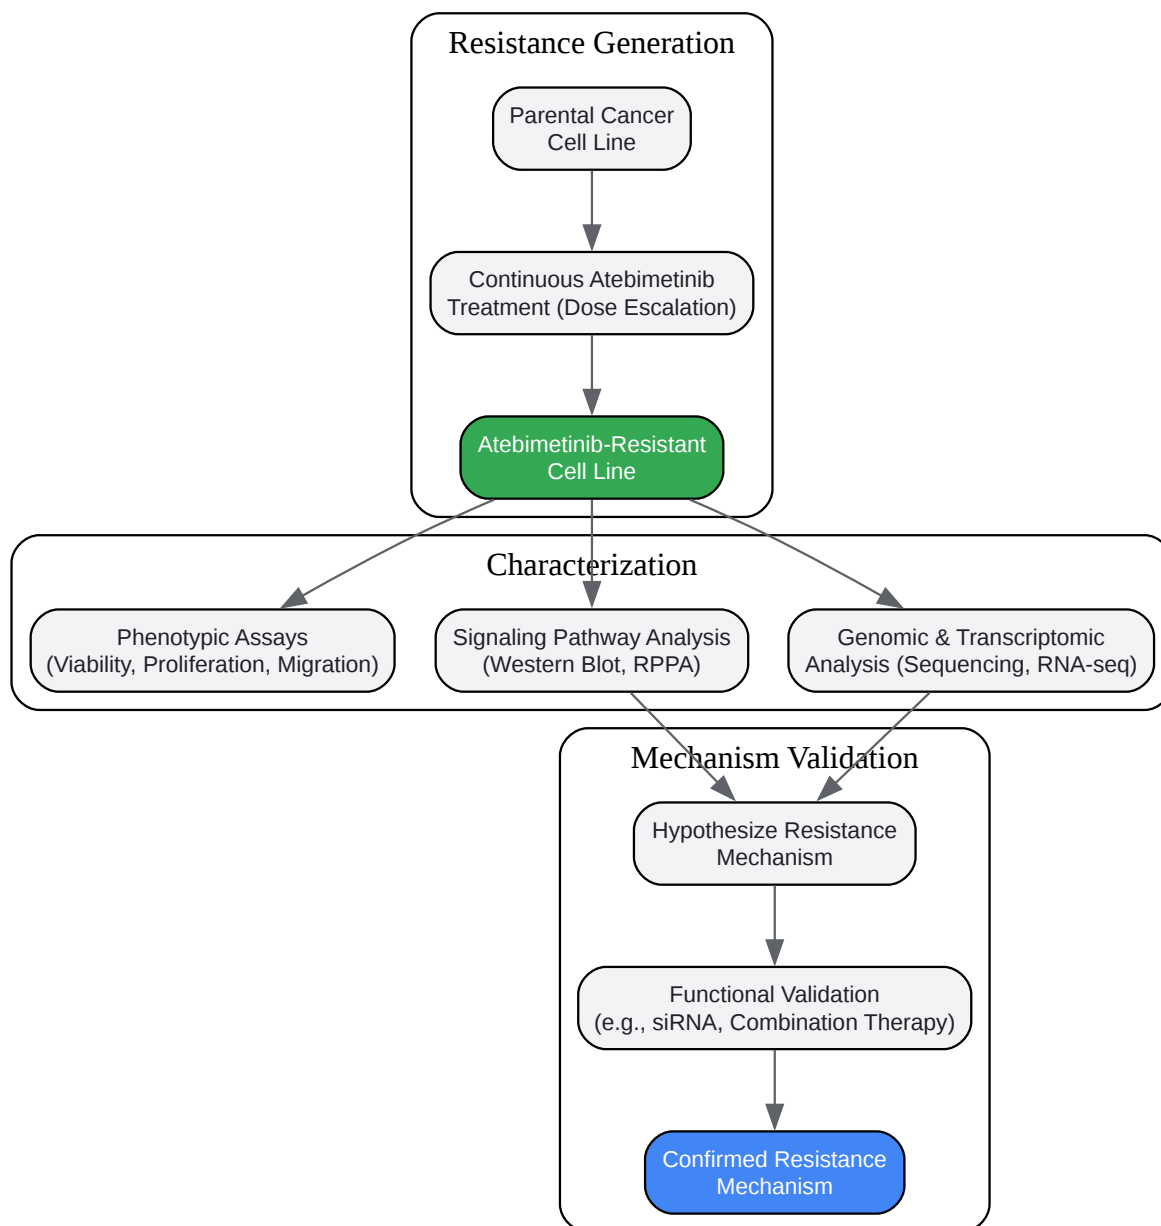 Resistance Generation
Parental Cancer
Cell Line
Continuous Atebimetinib
Treatment (Dose Escalation)
Atebimetinib-Resistant
Cell Line
Characterization
Phenotypic Assays
(Viability, Proliferation, Migration)
Signaling Pathway Analysis
(Western Blot, RPPA)
Genomic & Transcriptomic
Analysis (Sequencing, RNA-seq)
Mechanism Validation
Hypothesize Resistance
Mechanism
Functional Validation
(e.g., siRNA, Combination Therapy)
Confirmed Resistance
Mechanism